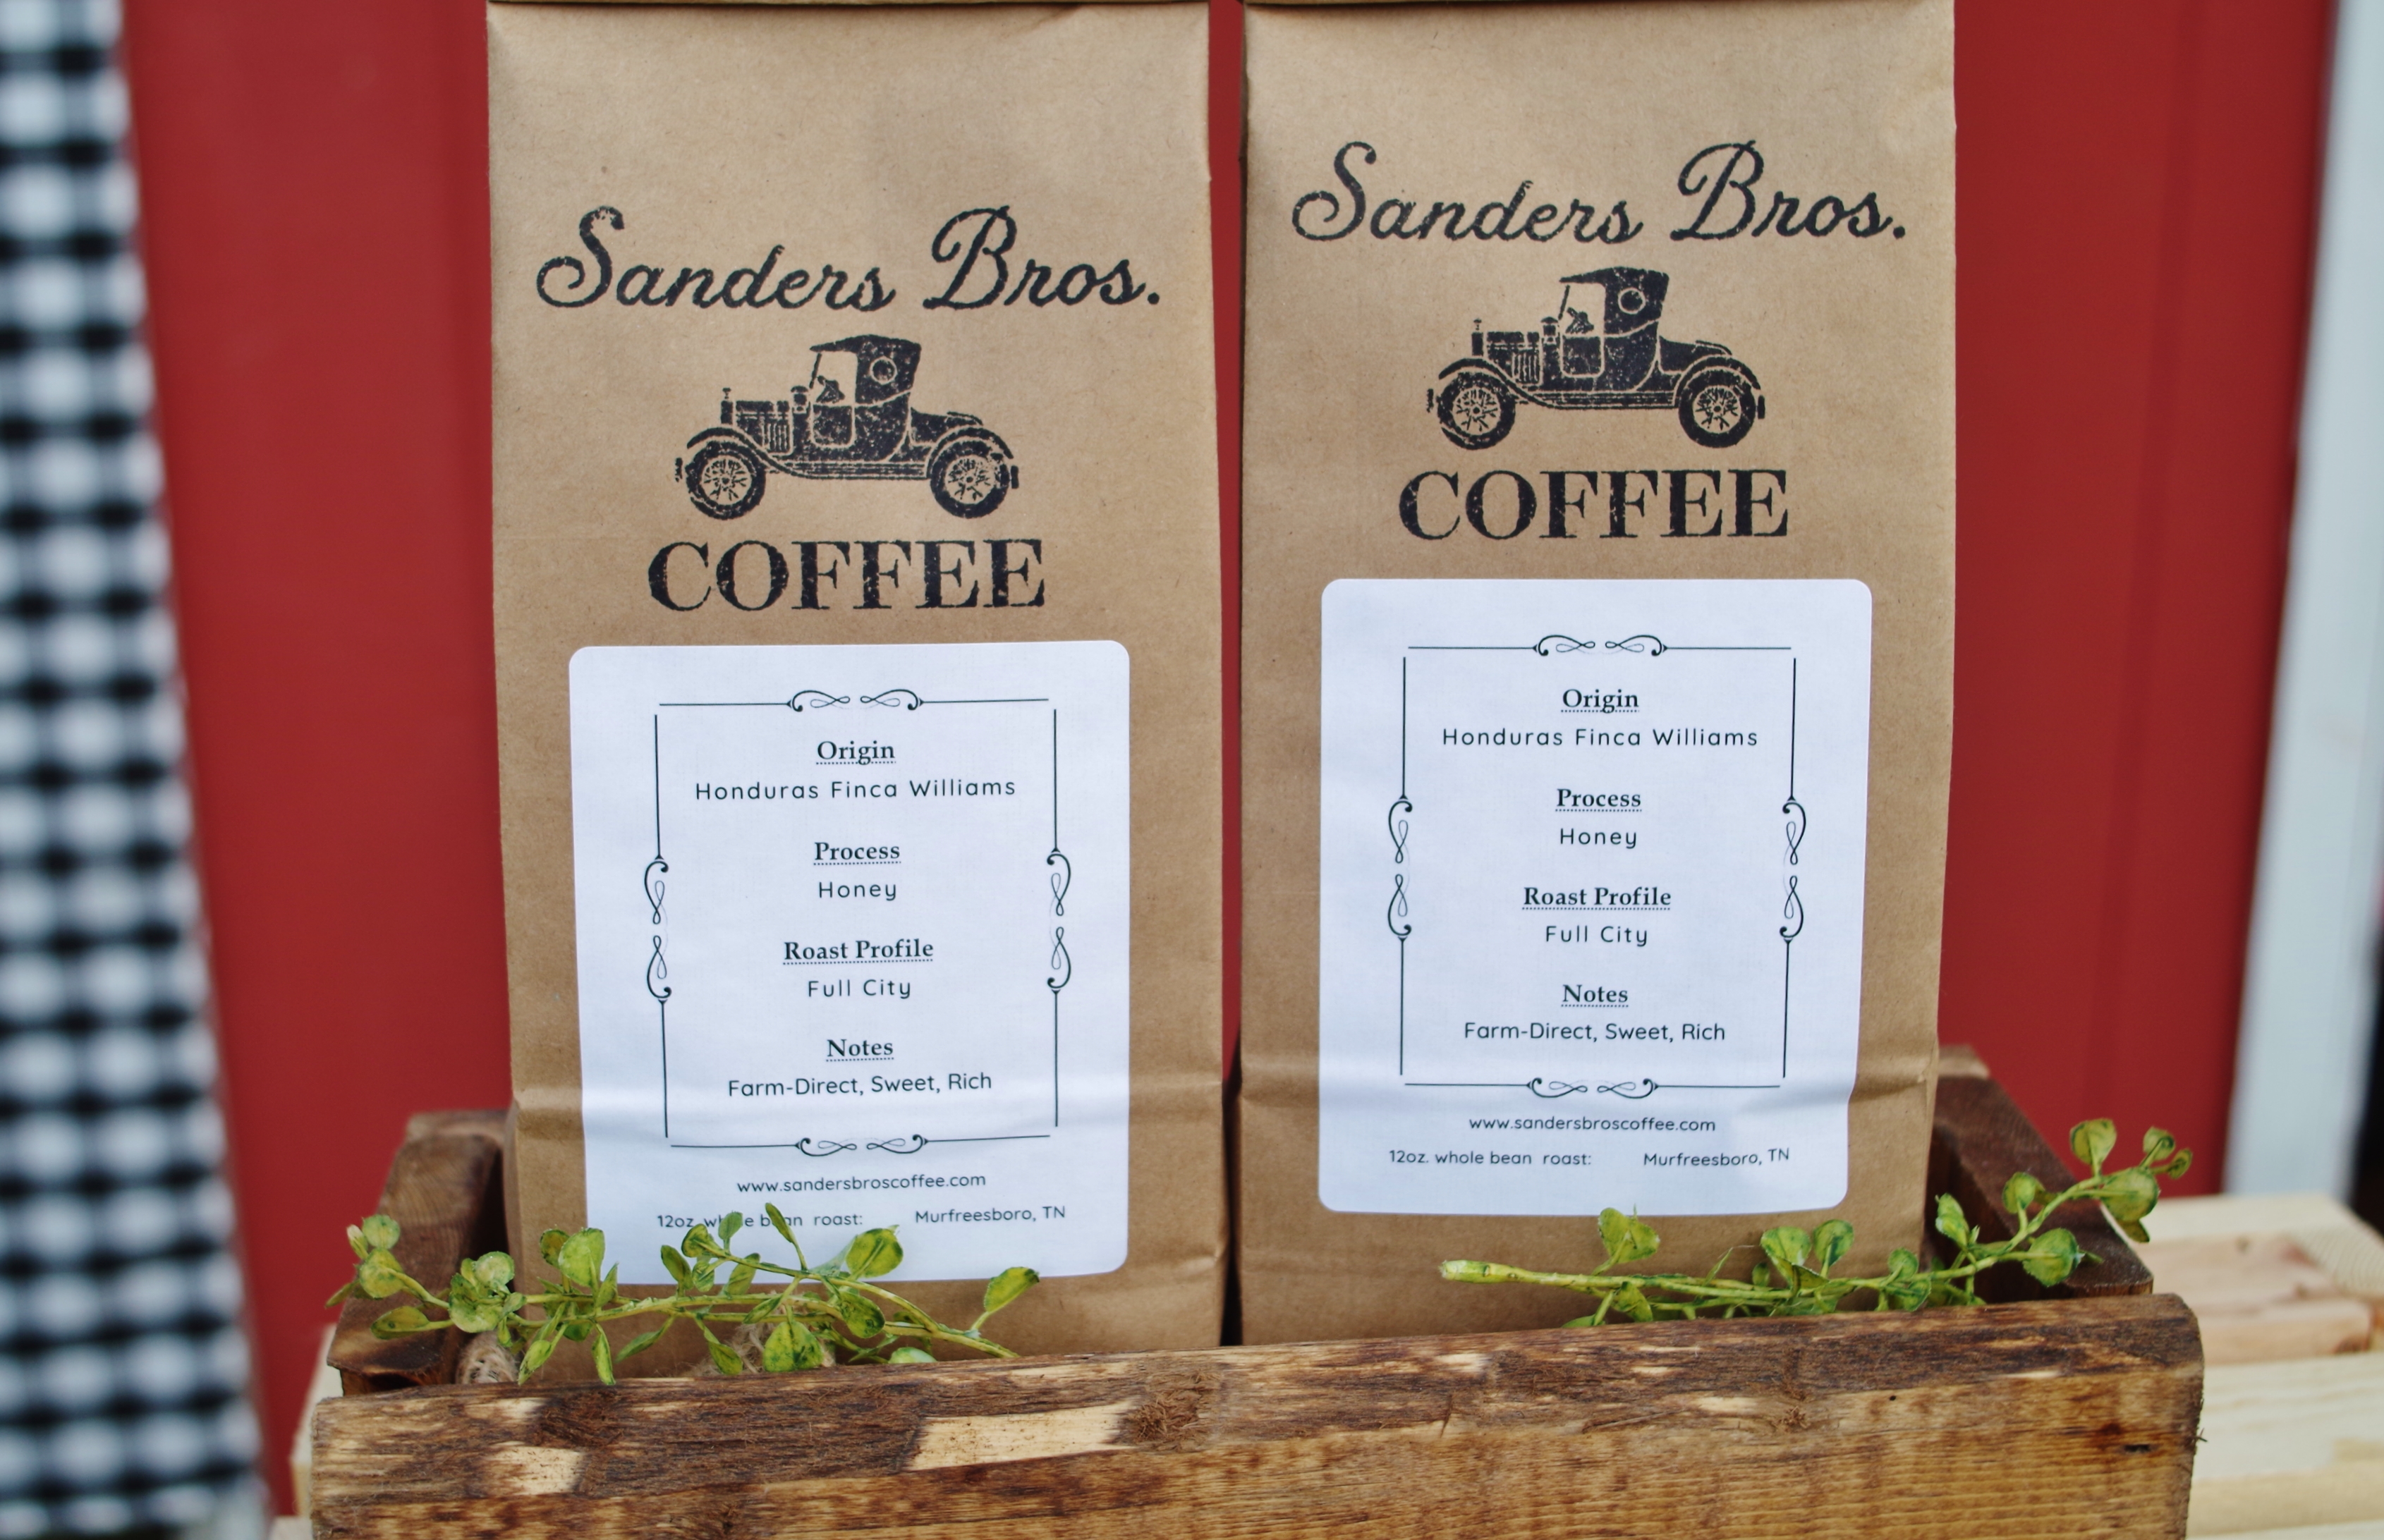 Sanders Bros.
COFFEE
Origin
Honduras Finca Williams
Process
Honey
Roast Profile
Full City
Notes
Farm-Direct, Sweet, Rich
www.sandersbroscoffee.com
12oz. whole bean roast: Murfreesboro, TN
Sanders Bros.
COFFEE
Origin
Honduras Finca Williams
Process
Honey
Roast Profile
Full City
Notes
Farm-Direct, Sweet, Rich
www.sandersbroscoffee.com
12oz. whole bean roast: Murfreesboro, TN